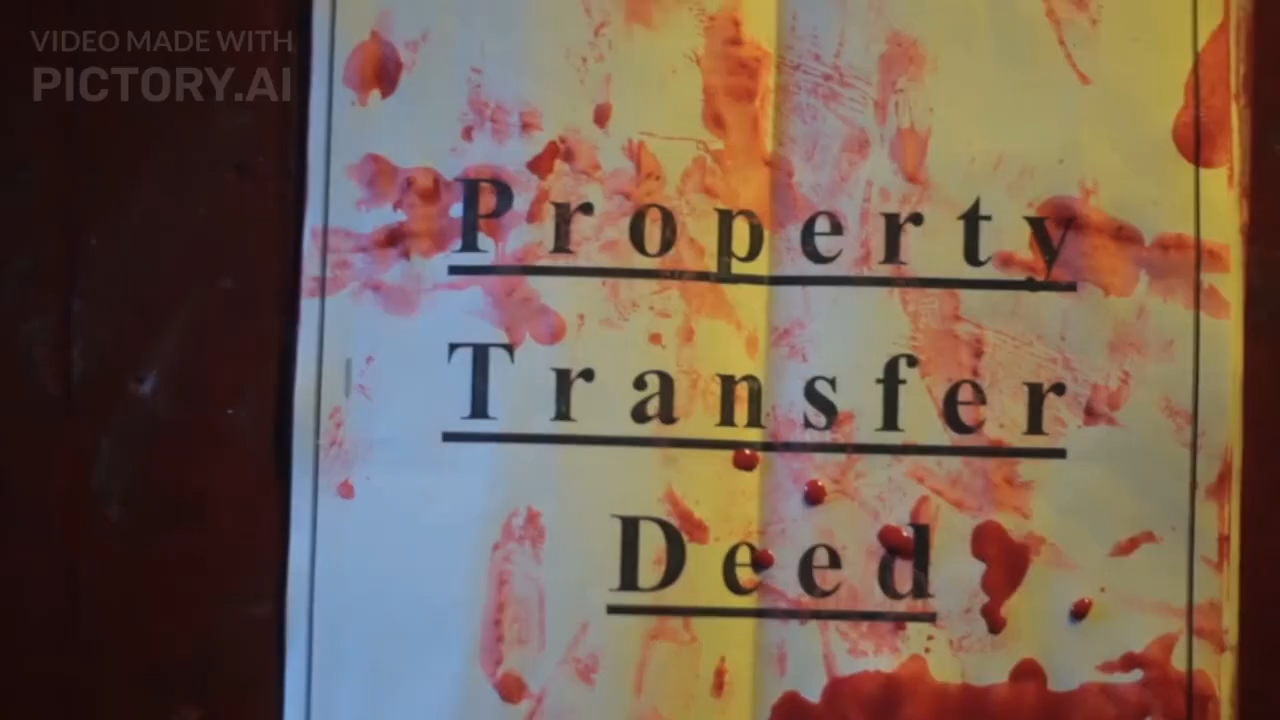 VIDEO MADE WITH
PICTORY.AI
Property
Transfer
Deed